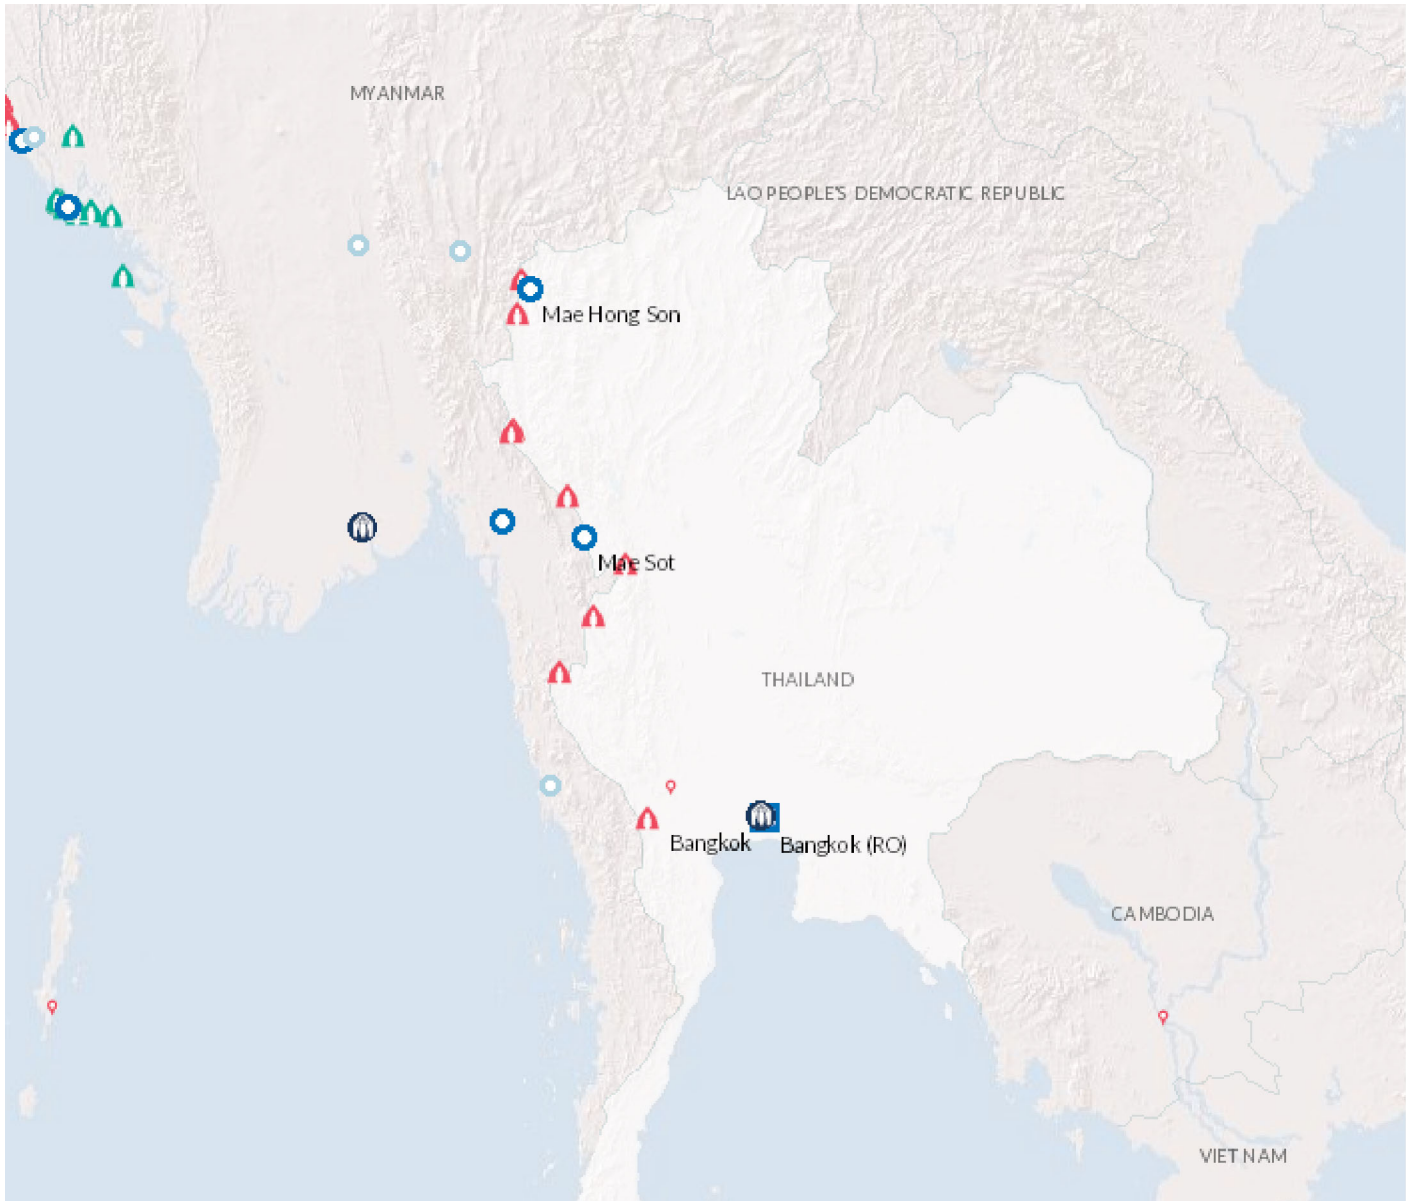 MYANMAR
LAO PEOPLE'S DEMOCRATIC REPUBLIC
Mae Hong Son
Mae Sot
THAILAND
Bangkok
Bangkok (RO)
CAMBODIA
VIET NAM